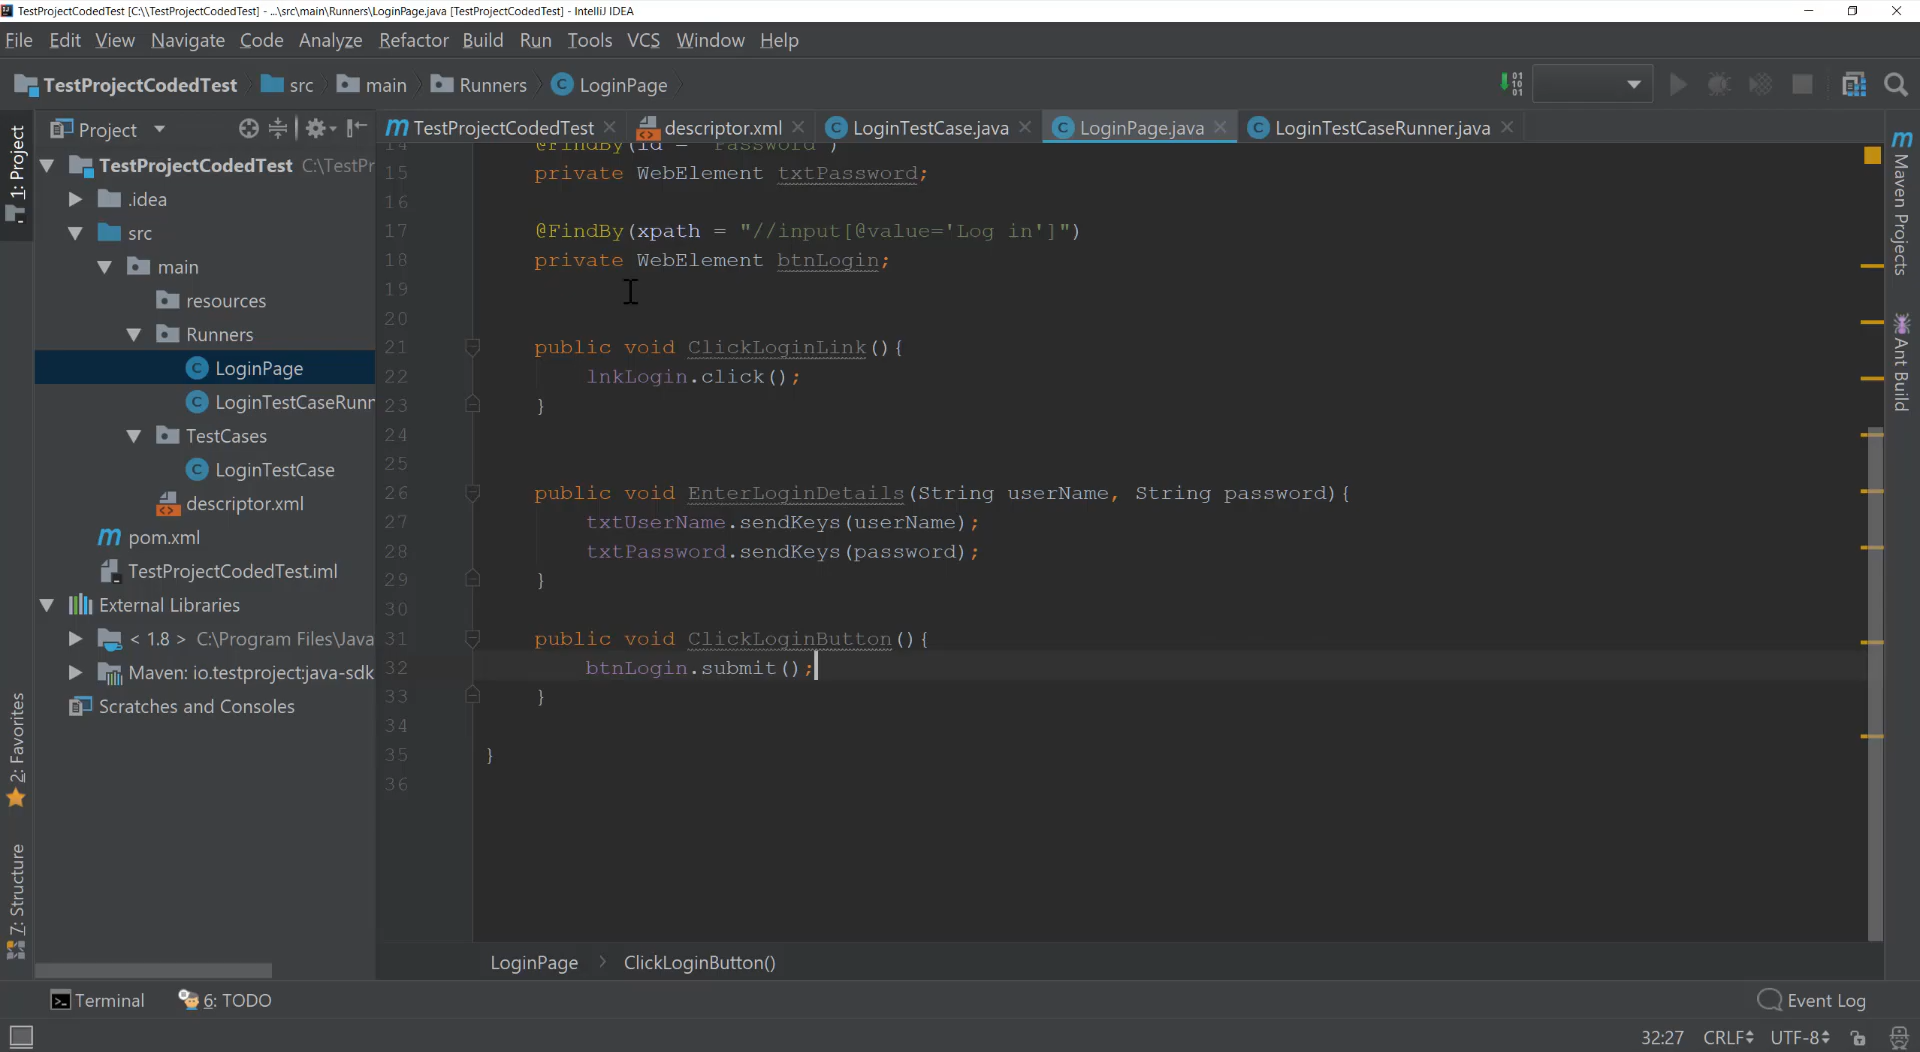 TestProjectCodedTest [C:\\TestProjectCodedTest] - ...\src\main\Runners\LoginPage.java [TestProjectCodedTest] - IntelliJ IDEA
File Edit View Navigate Code Analyze Refactor Build Run Tools VCS Window Help
TestProjectCodedTest src main Runners LoginPage
Project
TestProjectCodedTest descriptor.xml LoginTestCase.java LoginPage.java LoginTestCaseRunner.java
1: Project
2: Favorites
7: Structure
TestProjectCodedTest C:\TestPr
.idea
src
main
resources
Runners
LoginPage
LoginTestCaseRunn
TestCases
LoginTestCase
descriptor.xml
pom.xml
TestProjectCodedTest.iml
External Libraries
< 1.8 > C:\Program Files\Java
Maven: io.testproject:java-sdk
Scratches and Consoles
14 @FindBy(id = "Password")
15 private WebElement txtPassword;
16
17 @FindBy(xpath = "//input[@value='Log in']")
18 private WebElement btnLogin;
19
20
21 public void ClickLoginLink(){
22 lnkLogin.click();
23 }
24
25
26 public void EnterLoginDetails(String userName, String password){
27 txtUserName.sendKeys(userName);
28 txtPassword.sendKeys(password);
29 }
30
31 public void ClickLoginButton(){
32 btnLogin.submit();
33 }
34
35 }
36
Maven Projects
Ant Build
LoginPage > ClickLoginButton()
Terminal 6: TODO Event Log
32:27 CRLF UTF-8